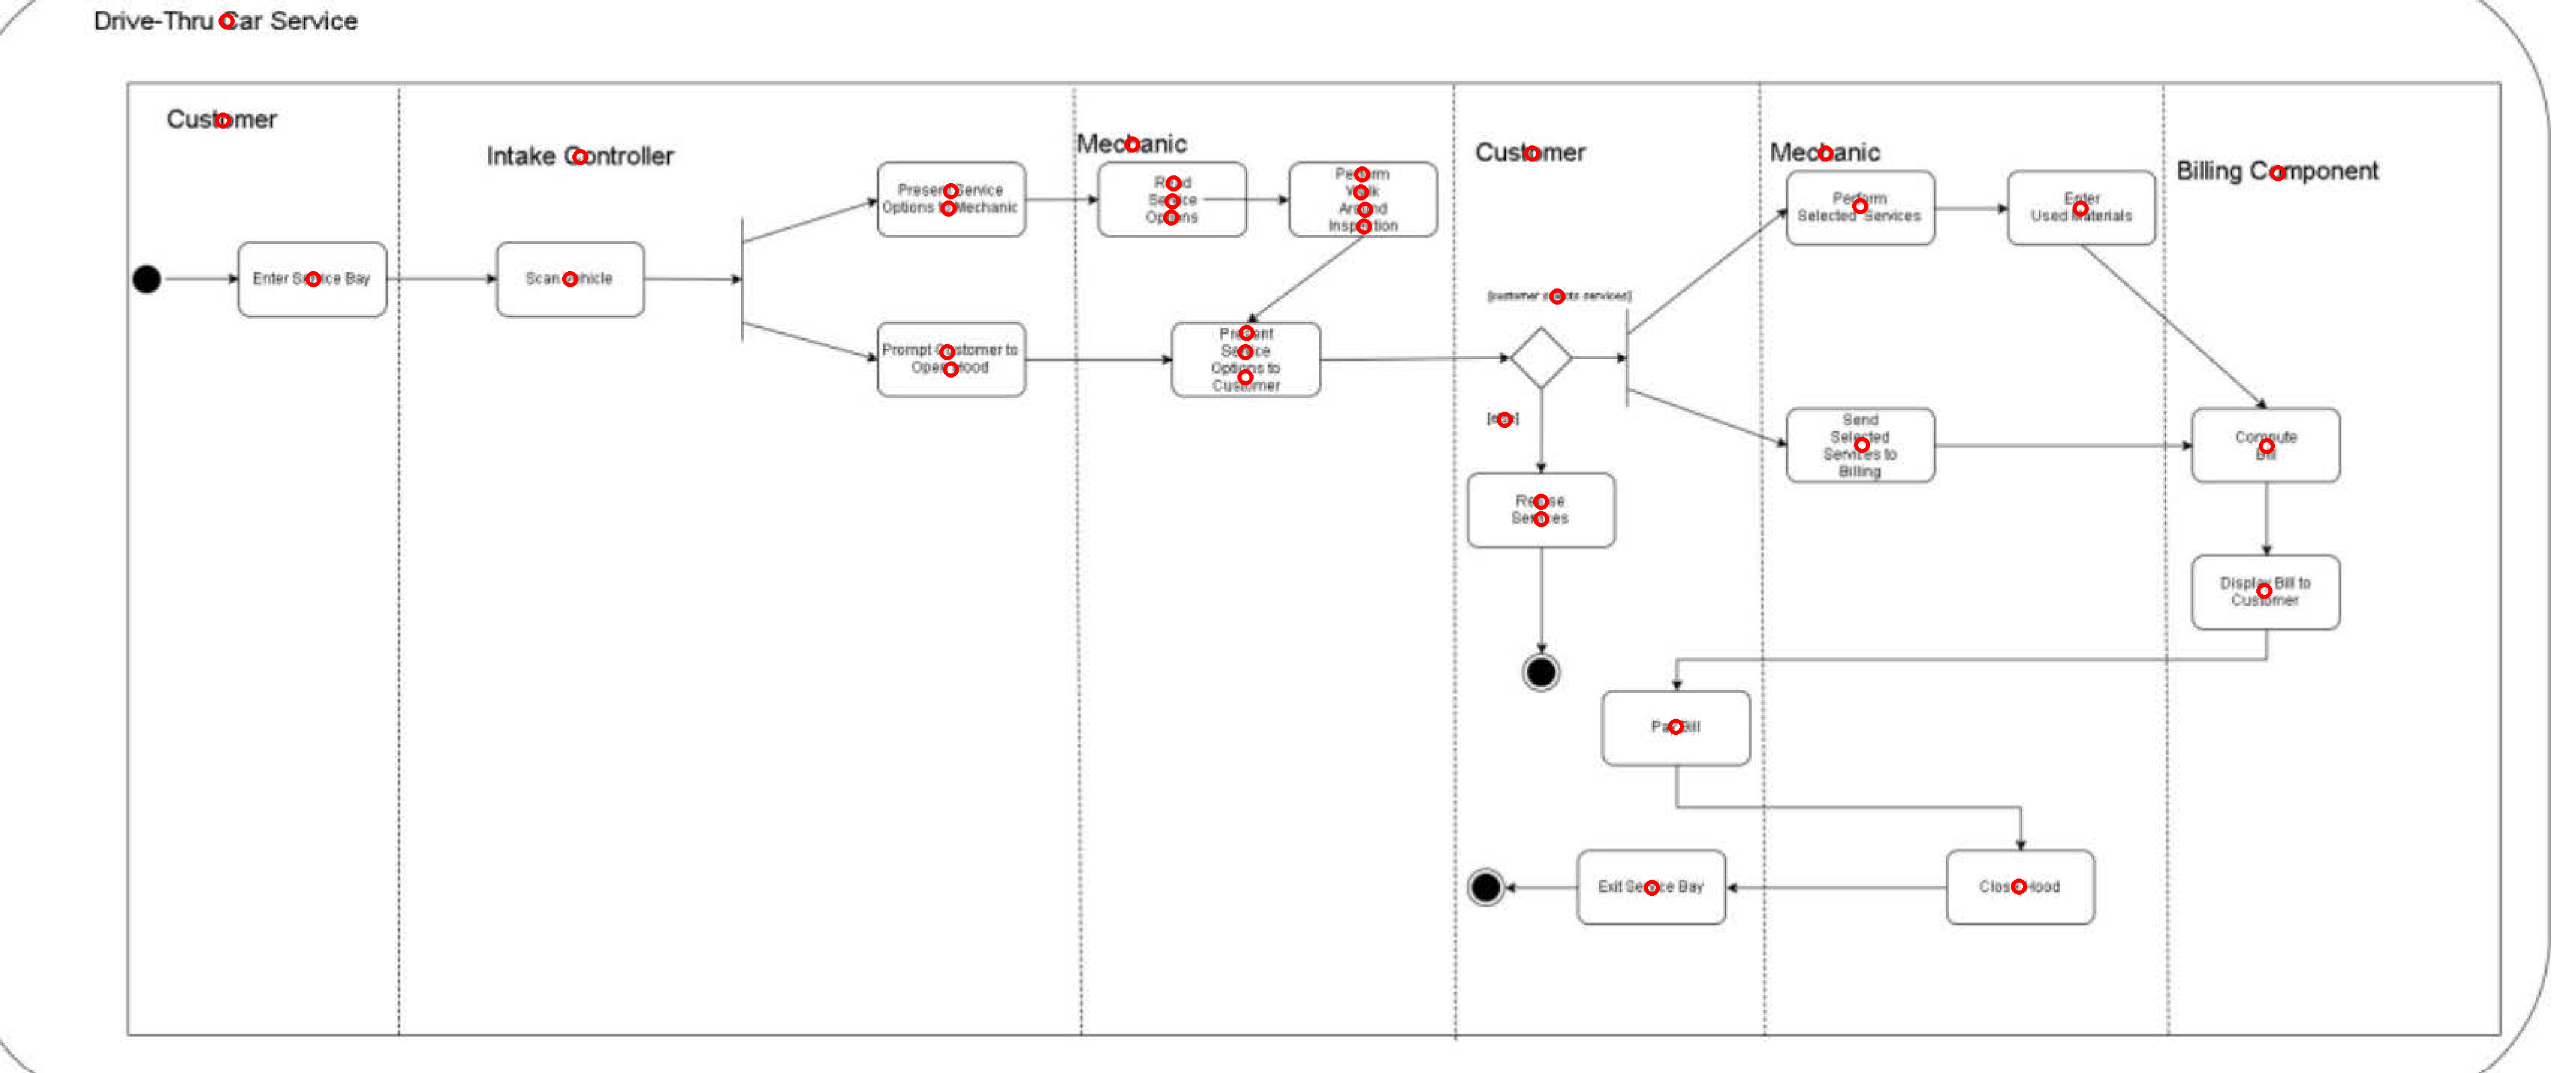 Drive-Thru Car Service
Customer
Intake Controller
Mechanic
Customer
Mechanic
Billing Component
Enter Service Bay
Scan Vehicle
Present Service
Options to Mechanic
Prompt Customer to
Open Hood
Read
Service
Options
Perform
Walk
Around
Inspection
Present
Service
Options to
Customer
[customer selects services]
[else]
Refuse
Services
Perform
Selected Services
Enter
Used Materials
Send
Selected
Services to
Billing
Compute
Bill
Display Bill to
Customer
Pay Bill
Exit Service Bay
Close Hood